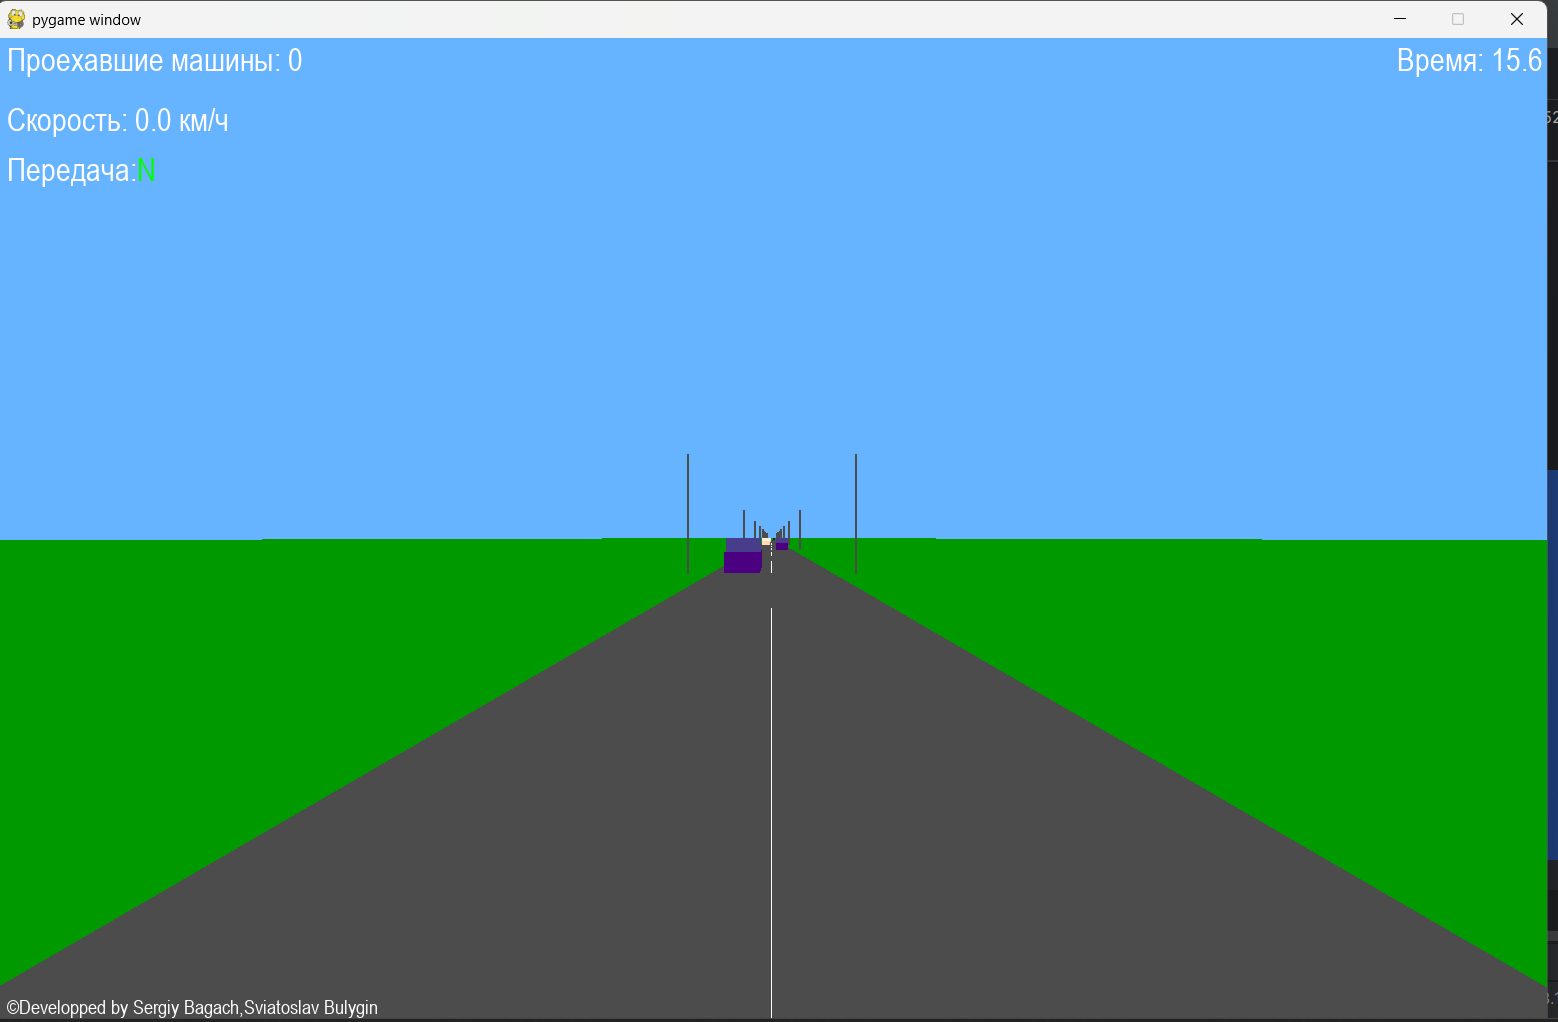 pygame window
Проехавшие машины: 0
Время: 15.6
Скорость: 0.0 км/ч
Передача:N
©Developped by Sergiy Bagach,Sviatoslav Bulygin